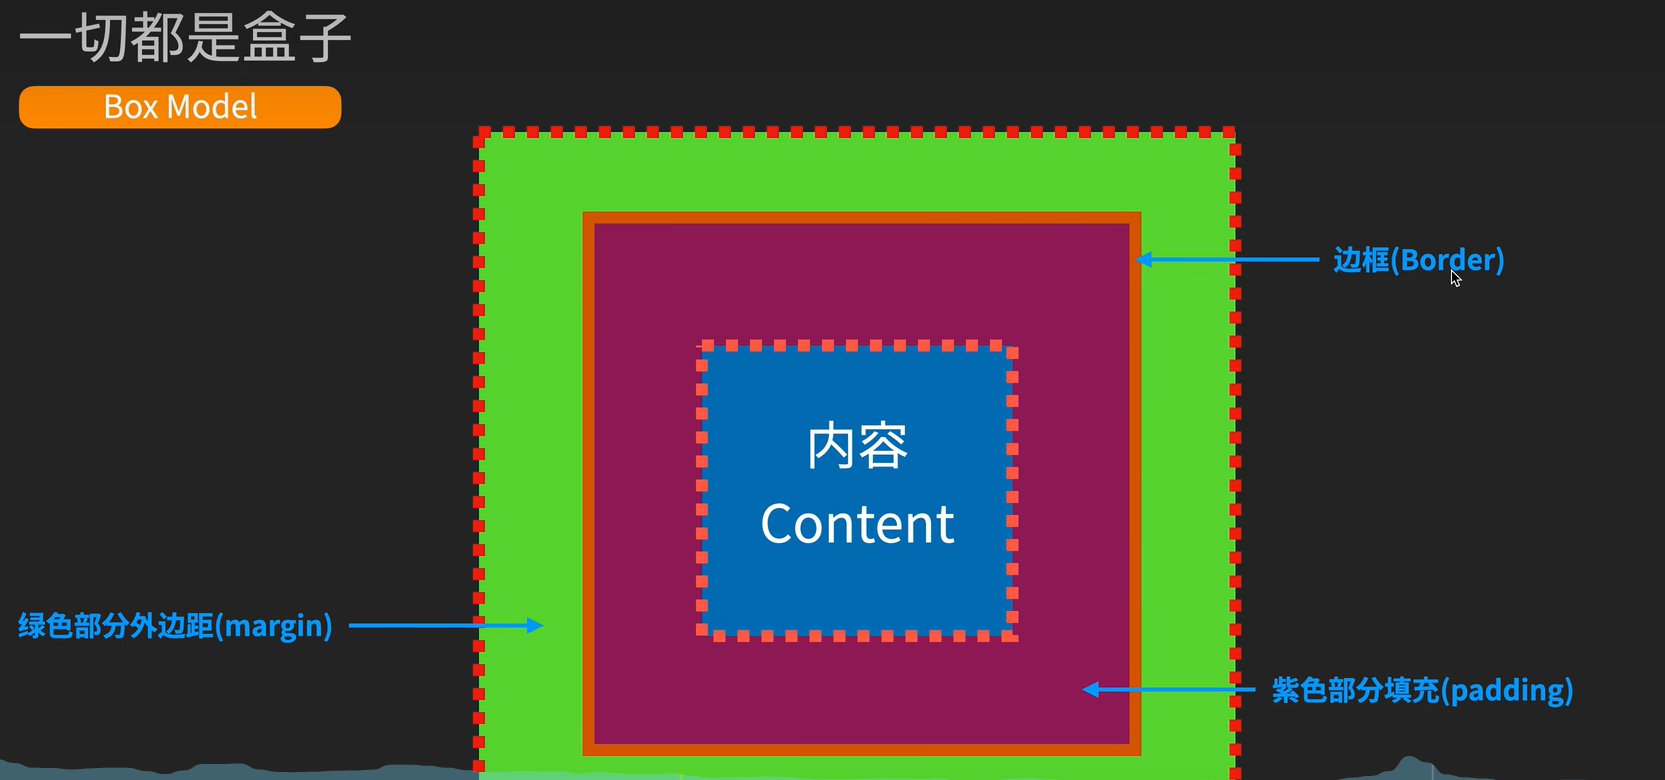 一切都是盒子
Box Model
边框(Border)
内容
Content
绿色部分外边距(margin)
紫色部分填充(padding)